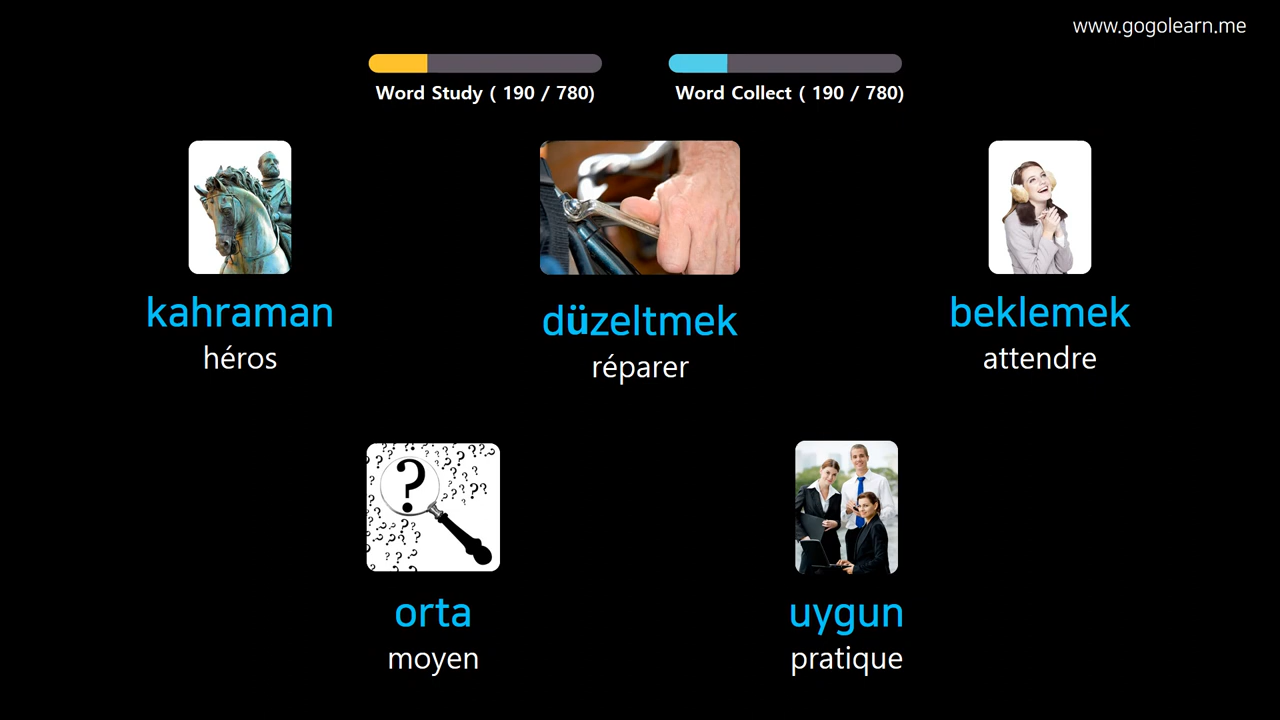 www.gogolearn.me
Word Study ( 190 / 780)
Word Collect ( 190 / 780)
kahraman
héros
düzeltmek
réparer
beklemek
attendre
orta
moyen
uygun
pratique